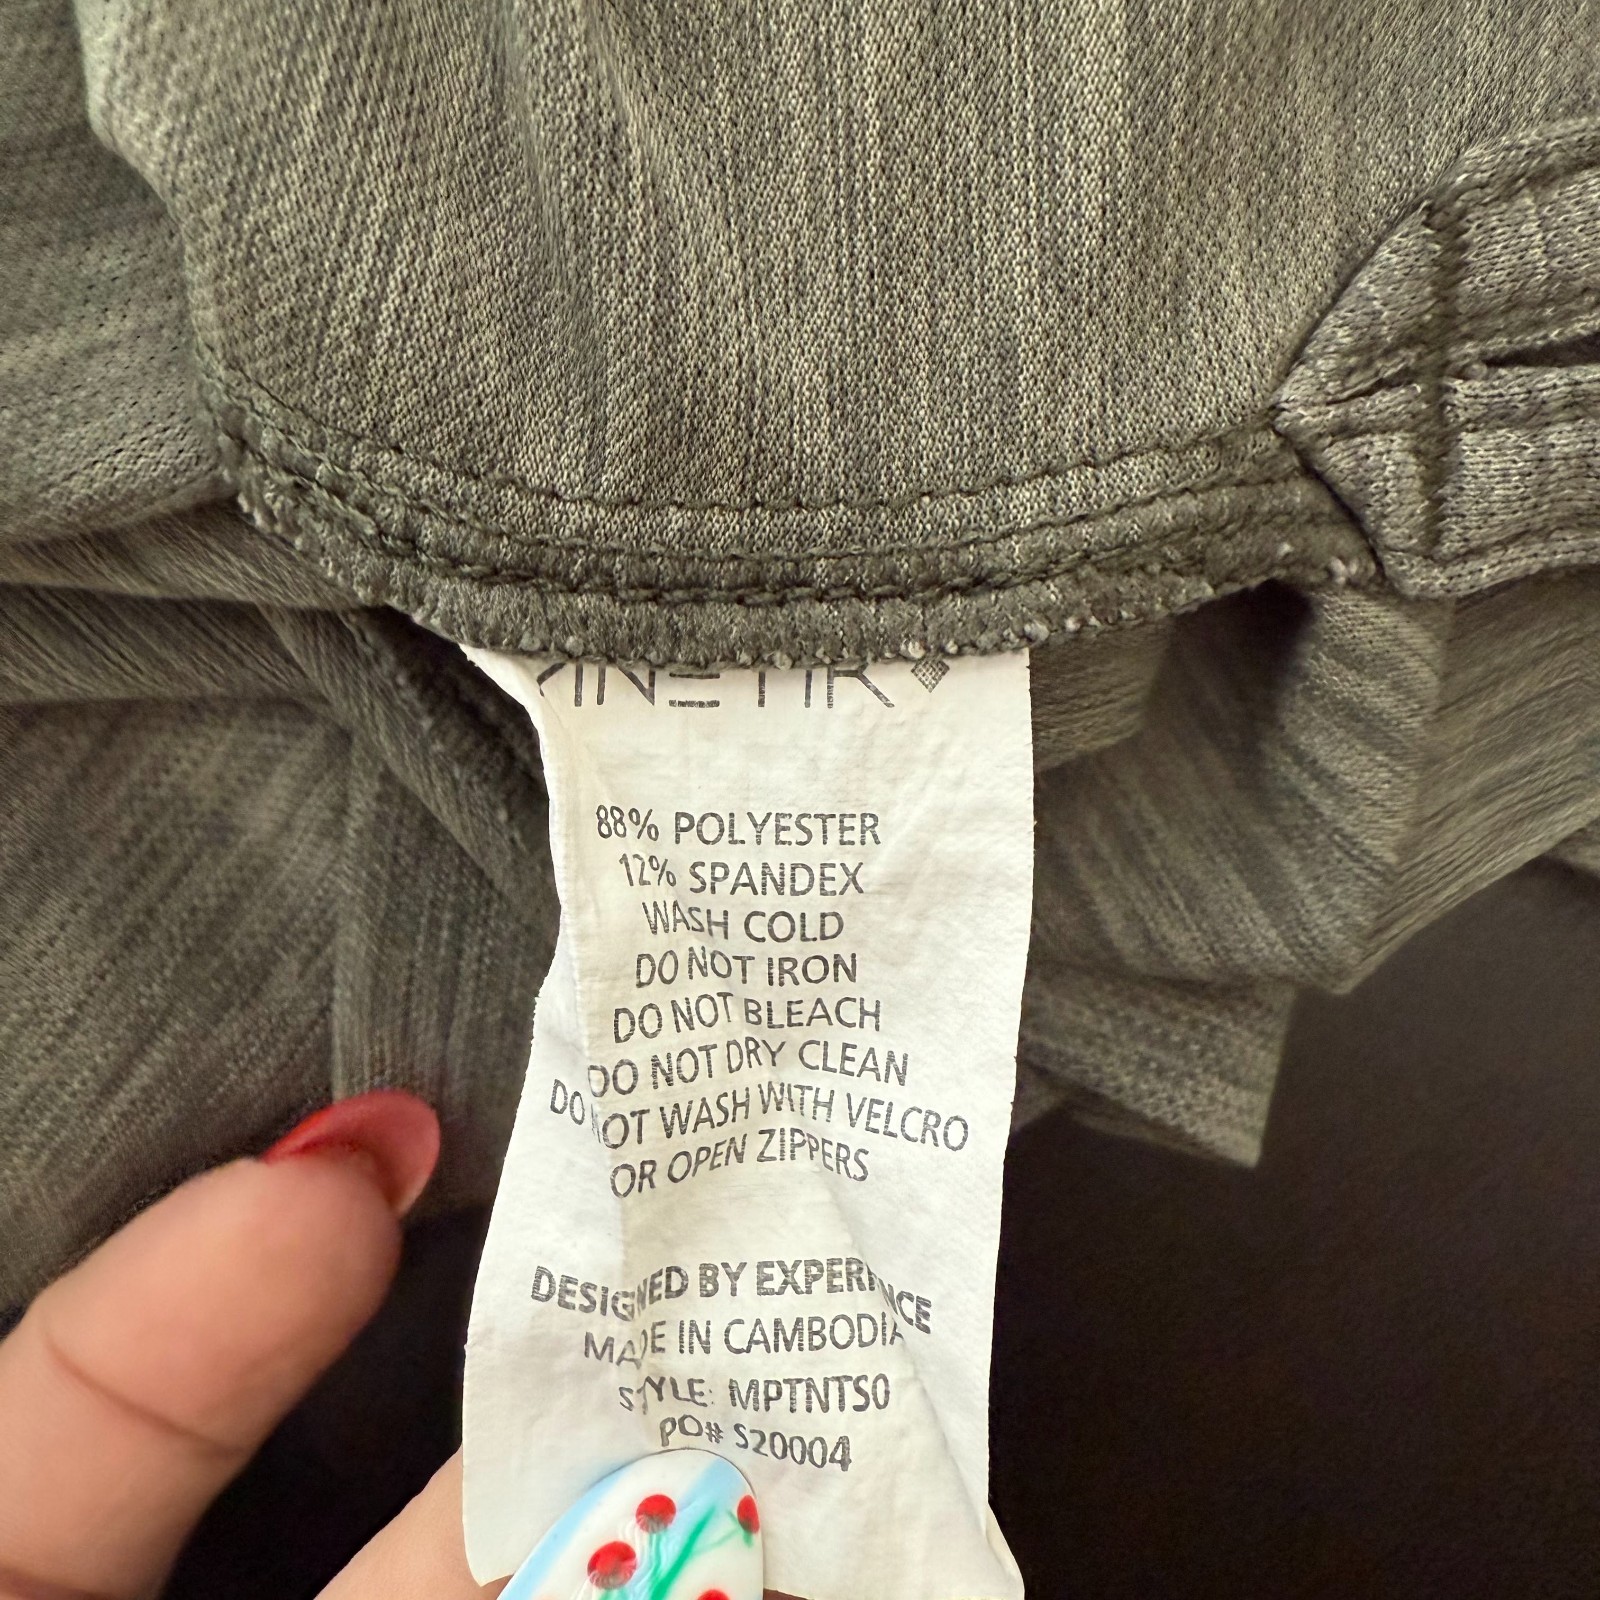 88% POLYESTER
12% SPANDEX
WASH COLD
DO NOT IRON
DO NOT BLEACH
DO NOT DRY CLEAN
DO NOT WASH WITH VELCRO
OR OPEN ZIPPERS
DESIGNED BY EXPERIENCE
MADE IN CAMBODIA
STYLE: MPTNTS0
PO# S20004